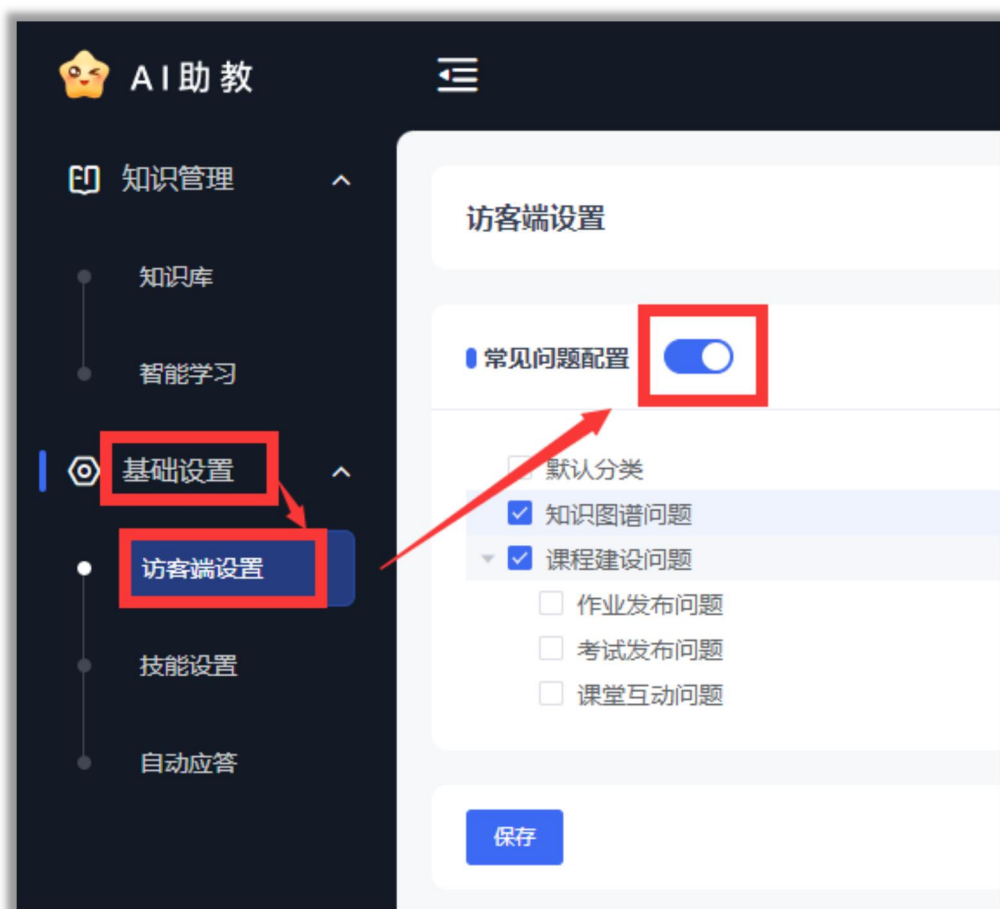 AI助教
知识管理
知识库
智能学习
基础设置
访客端设置
技能设置
自动应答
访客端设置
常见问题配置
默认分类
知识图谱问题
课程建设问题
作业发布问题
考试发布问题
课堂互动问题
保存